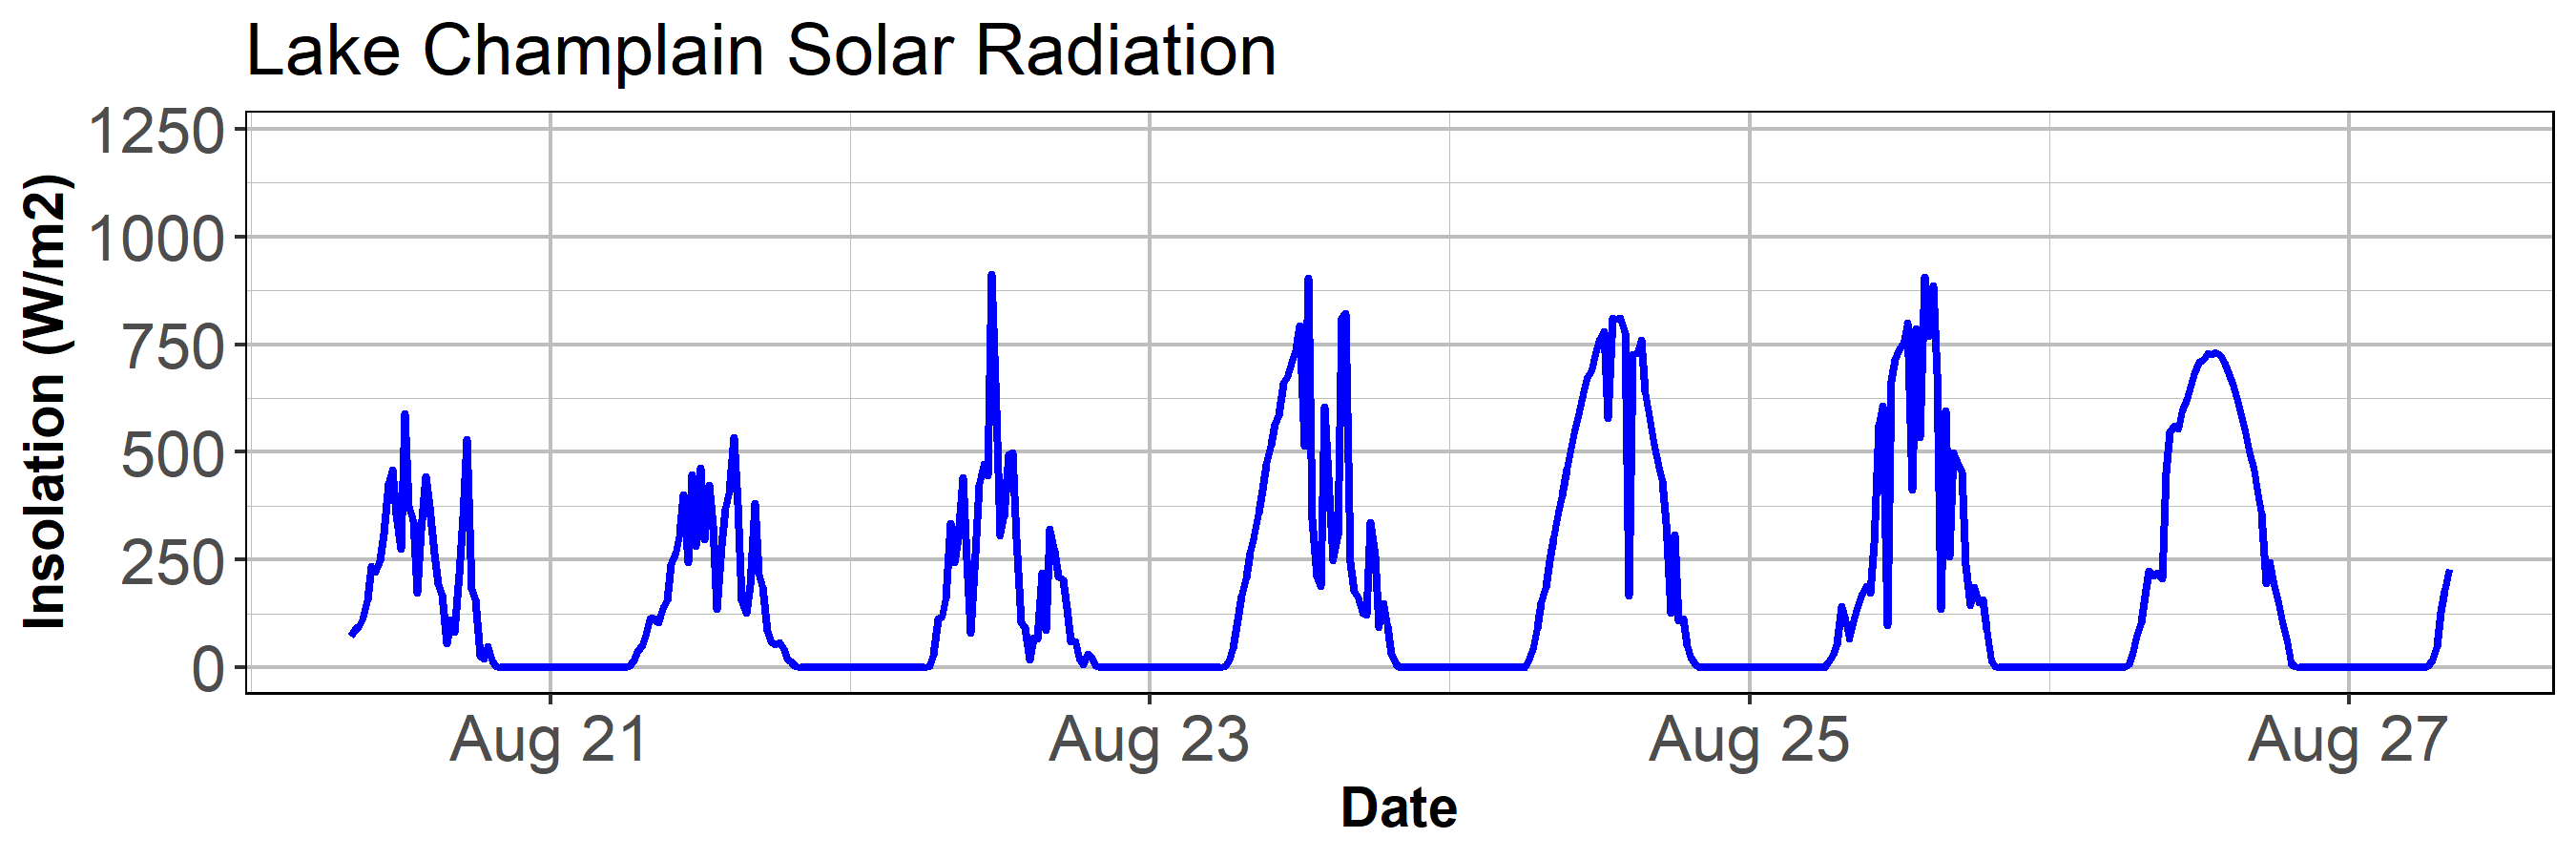 Lake Champlain Solar Radiation
Insolation (W/m2)
1250
1000
750
500
250
0
Aug 21 Aug 23 Aug 25 Aug 27
Date